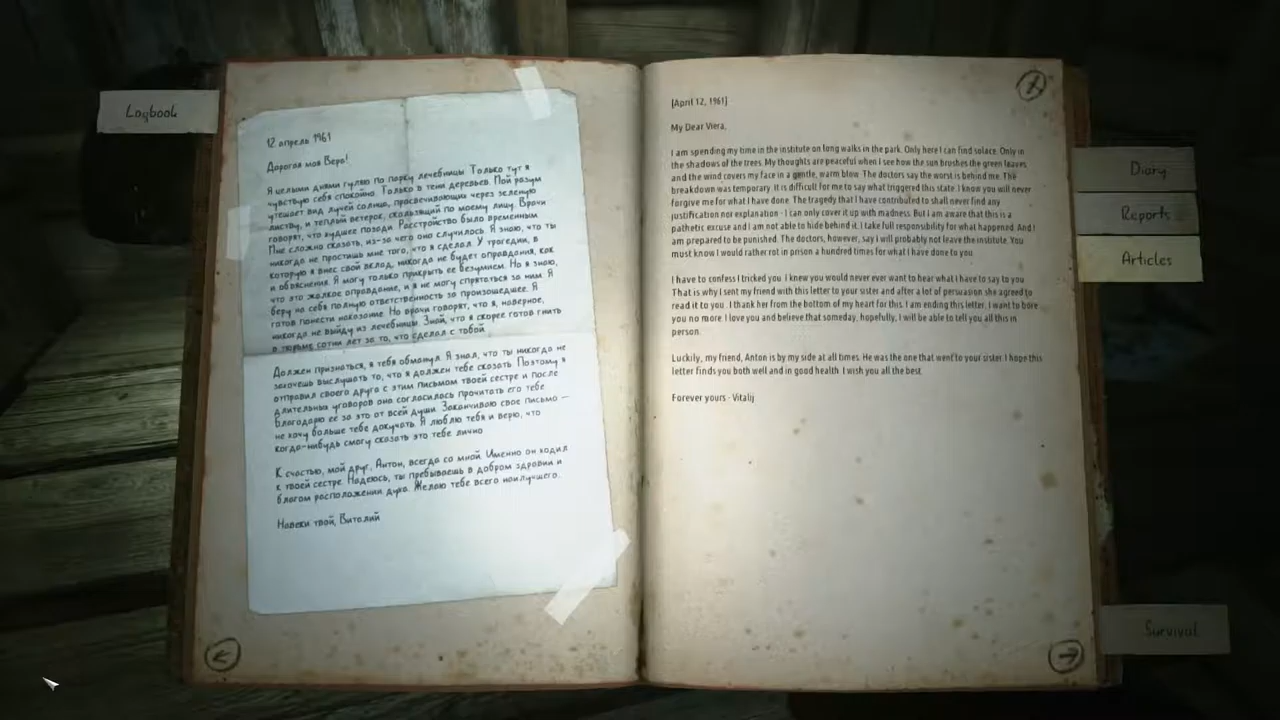 Logbook
12 апрель 1961
Дорогая моя Вера!
Я целыми днями гуляю по парку лечебницы. Только тут я
чувствую себя спокойно. Только в тени деревьев. Мой разум
утешает вид лучей солнца, просвечивающих через зеленую
листву, и теплый ветерок, скользящий по моему лицу. Врачи
говорят, что худшее позади. Расстройство было временным.
Мне сложно сказать, из-за чего оно случилось. Я знаю, что ты
никогда не простишь мне того, что я сделал. У трагедии, в
которую я внес свой вклад, никогда не будет оправдания, как
и объяснения. Я могу только прикрыть ее безумием. Но я знаю,
что это жалкое оправдание, и я не могу спрятаться за ним. Я
беру на себя полную ответственность за произошедшее. Я
готов понести наказание. Но врачи говорят, что я, наверное,
никогда не выйду из лечебницы. Знай, что я скорее готов гнить
в тюрьме сотни лет за то, что сделал с тобой.
Должен признаться, я тебя обманул. Я знал, что ты никогда не
захочешь выслушать то, что я должен тебе сказать. Поэтому я
отправил своего друга с этим письмом твоей сестре и после
длительных уговоров она согласилась прочитать его тебе.
Благодарю ее за это от всей души. Заканчиваю свое письмо —
не хочу больше тебе докучать. Я люблю тебя и верю, что
когда-нибудь смогу сказать это тебе лично.
К счастью, мой друг, Антон, всегда со мной. Именно он ходил
к твоей сестре. Надеюсь, ты пребываешь в добром здравии и
благом расположении духа. Желаю тебе всего наилучшего.
Навеки твой, Виталий
[April 12, 1961]
My Dear Viera,
I am spending my time in the institute on long walks in the park. Only here I can find solace. Only in
the shadows of the trees. My thoughts are peaceful when I see how the sun brushes the green leaves
and the wind covers my face in a gentle, warm blow. The doctors say the worst is behind me. The
breakdown was temporary. It is difficult for me to say what triggered this state. I know you will never
forgive me for what I have done. The tragedy that I have contributed to shall never find any
justification nor explanation - I can only cover it up with madness. But I am aware that this is a
pathetic excuse and I am not able to hide behind it. I take full responsibility for what happened. And I
am prepared to be punished. The doctors, however, say I will probably not leave the institute. You
must know I would rather rot in prison a hundred times for what I have done to you.
I have to confess I tricked you. I knew you would never ever want to hear what I have to say to you.
That is why I sent my friend with this letter to your sister and after a lot of persuasion she agreed to
read it to you. I thank her from the bottom of my heart for this. I am ending this letter, I want to bore
you no more. I love you and believe that someday, hopefully, I will be able to tell you all this in
person.
Luckily, my friend, Anton is by my side at all times. He was the one that went to your sister. I hope this
letter finds you both well and in good health. I wish you all the best.
Forever yours - Vitalij
Diary
Reports
Articles
Survival